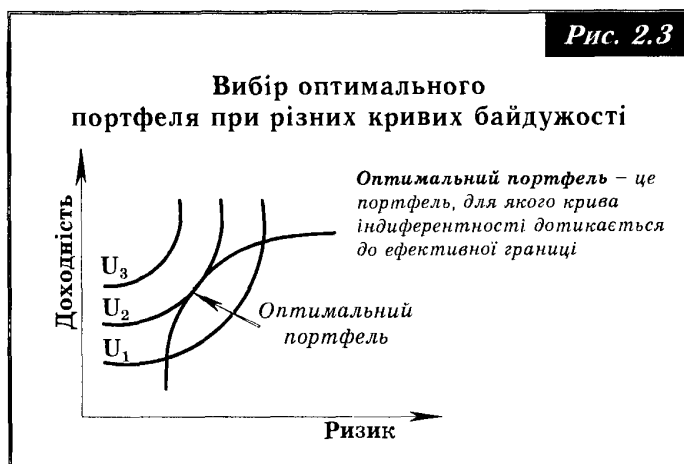 Рис. 2.3
Вибір оптимального
портфеля при різних кривих байдужості
Доходність
Оптимальний портфель – це
портфель, для якого крива
індиферентності дотикається
до ефективної границі
U3
U2
U1
Оптимальний
портфель
Ризик